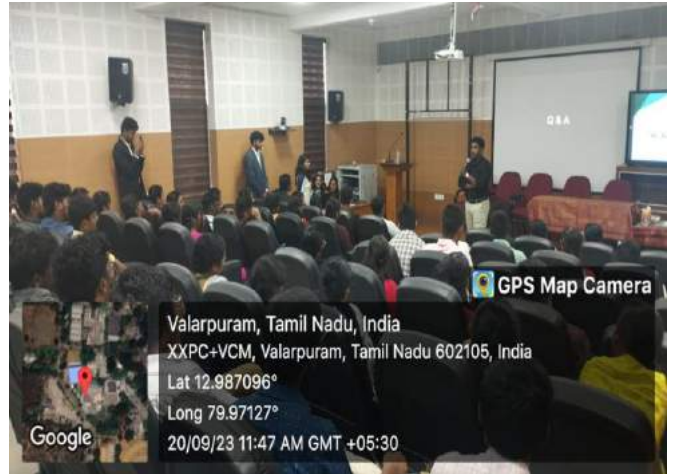 Q&A
GPS Map Camera
Valarpuram, Tamil Nadu, India
XXPC+VCM, Valarpuram, Tamil Nadu 602105, India
Lat 12.987096°
Long 79.97127°
20/09/23 11:47 AM GMT +05:30
Google